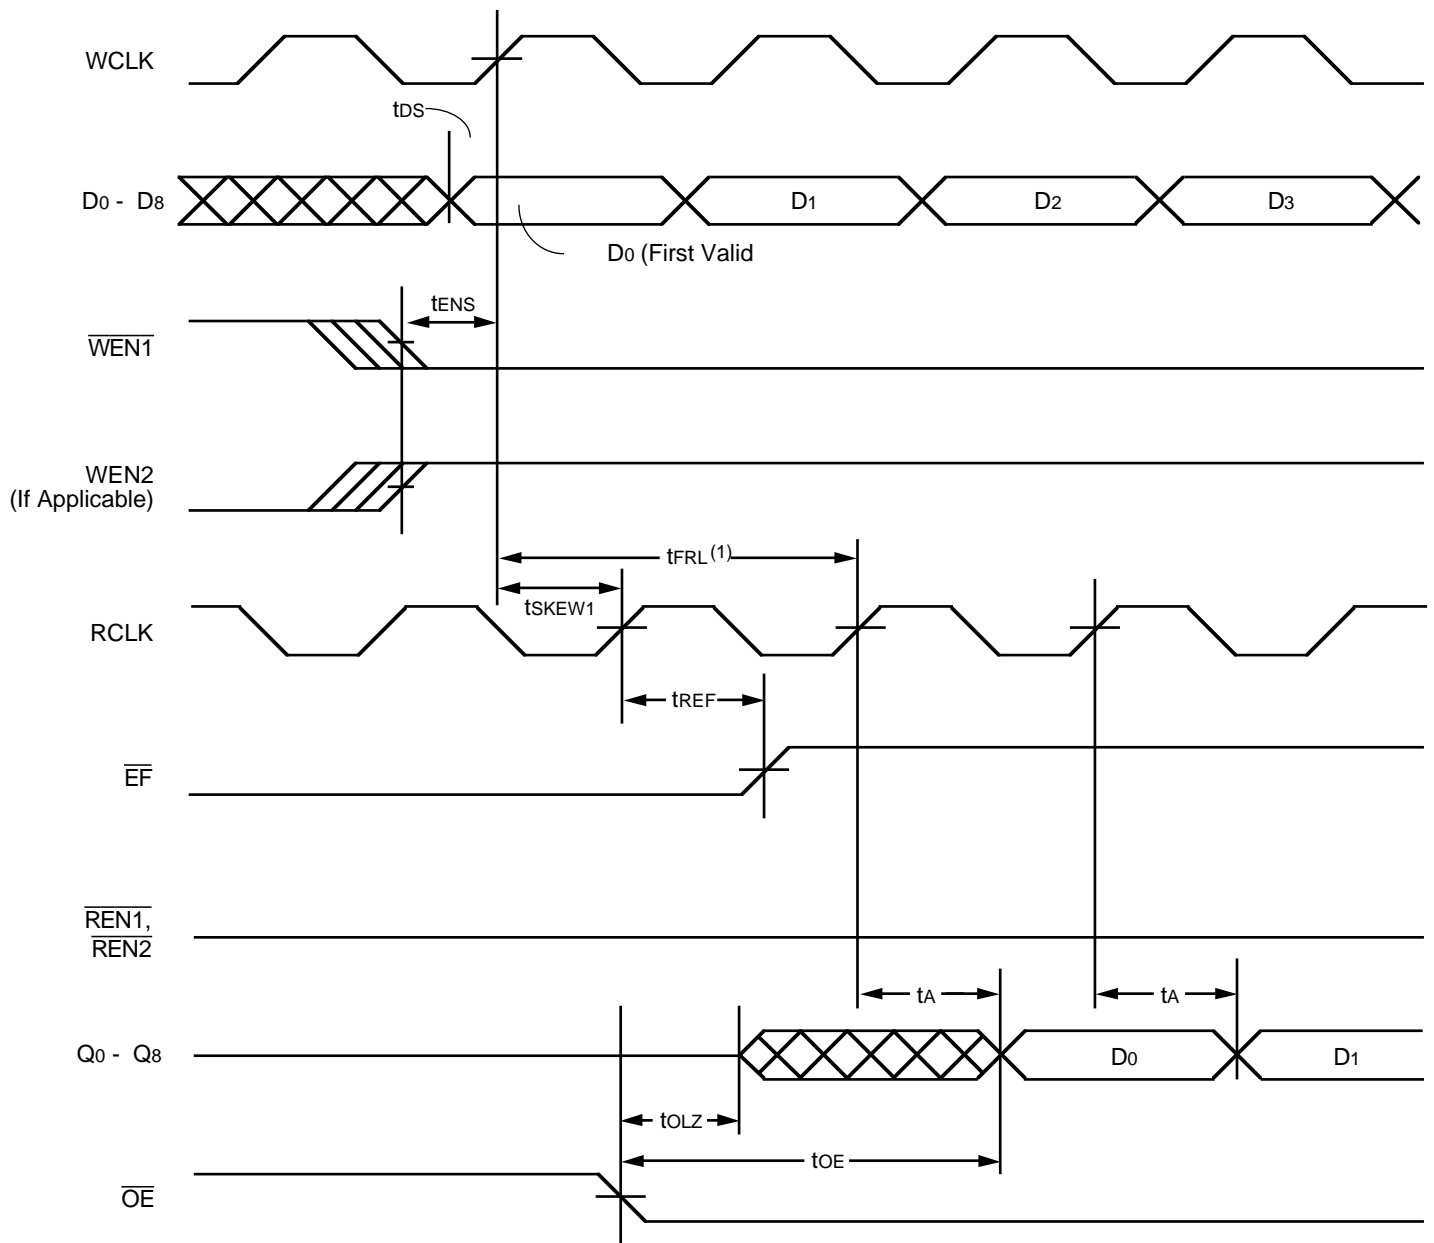 WCLK
tDS
D0 - D8
D1
D2
D3
D0 (First Valid
tENS
WEN1
WEN2
(If Applicable)
tFRL(1)
tSKEW1
RCLK
tREF
EF
REN1,
REN2
tA
tA
Q0 - Q8
D0
D1
tOLZ
tOE
OE